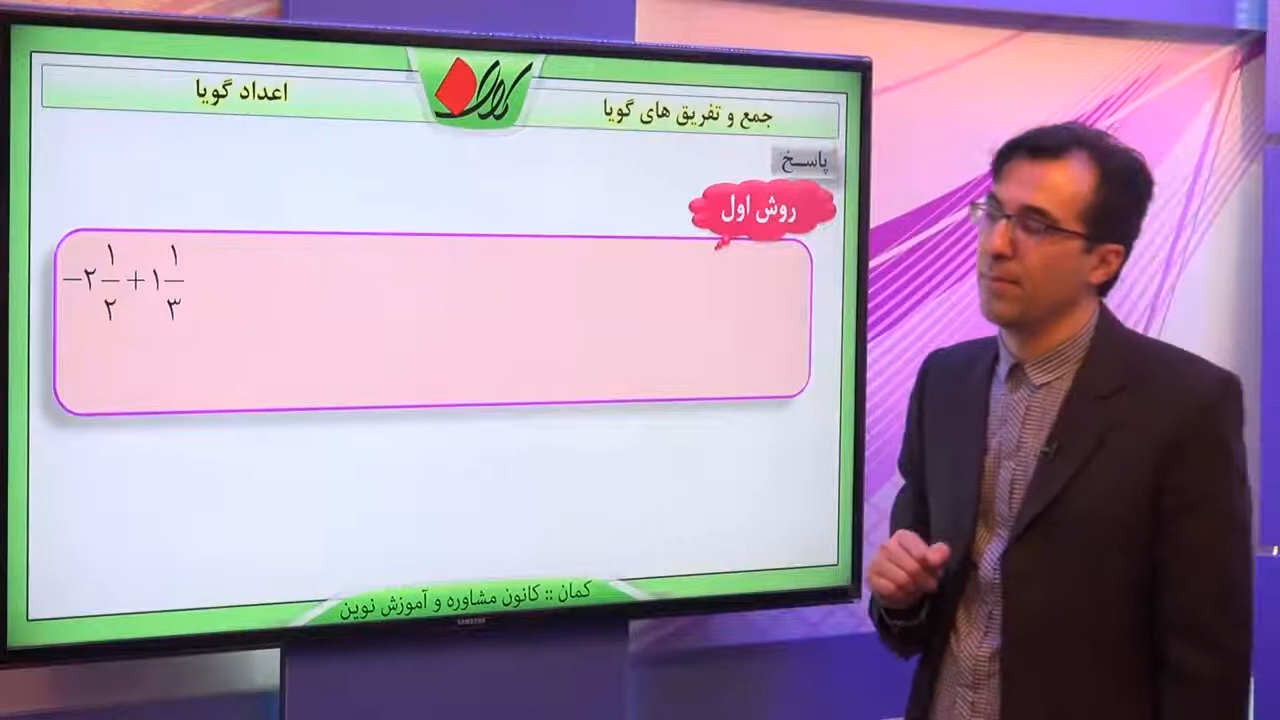 جمع و تفریق های گویا
اعداد گویا
پاسخ
روش اول
−۲ ۱/۲ + ۱ ۱/۳
کمان :: کانون مشاوره و آموزش نوین
SAMSUNG